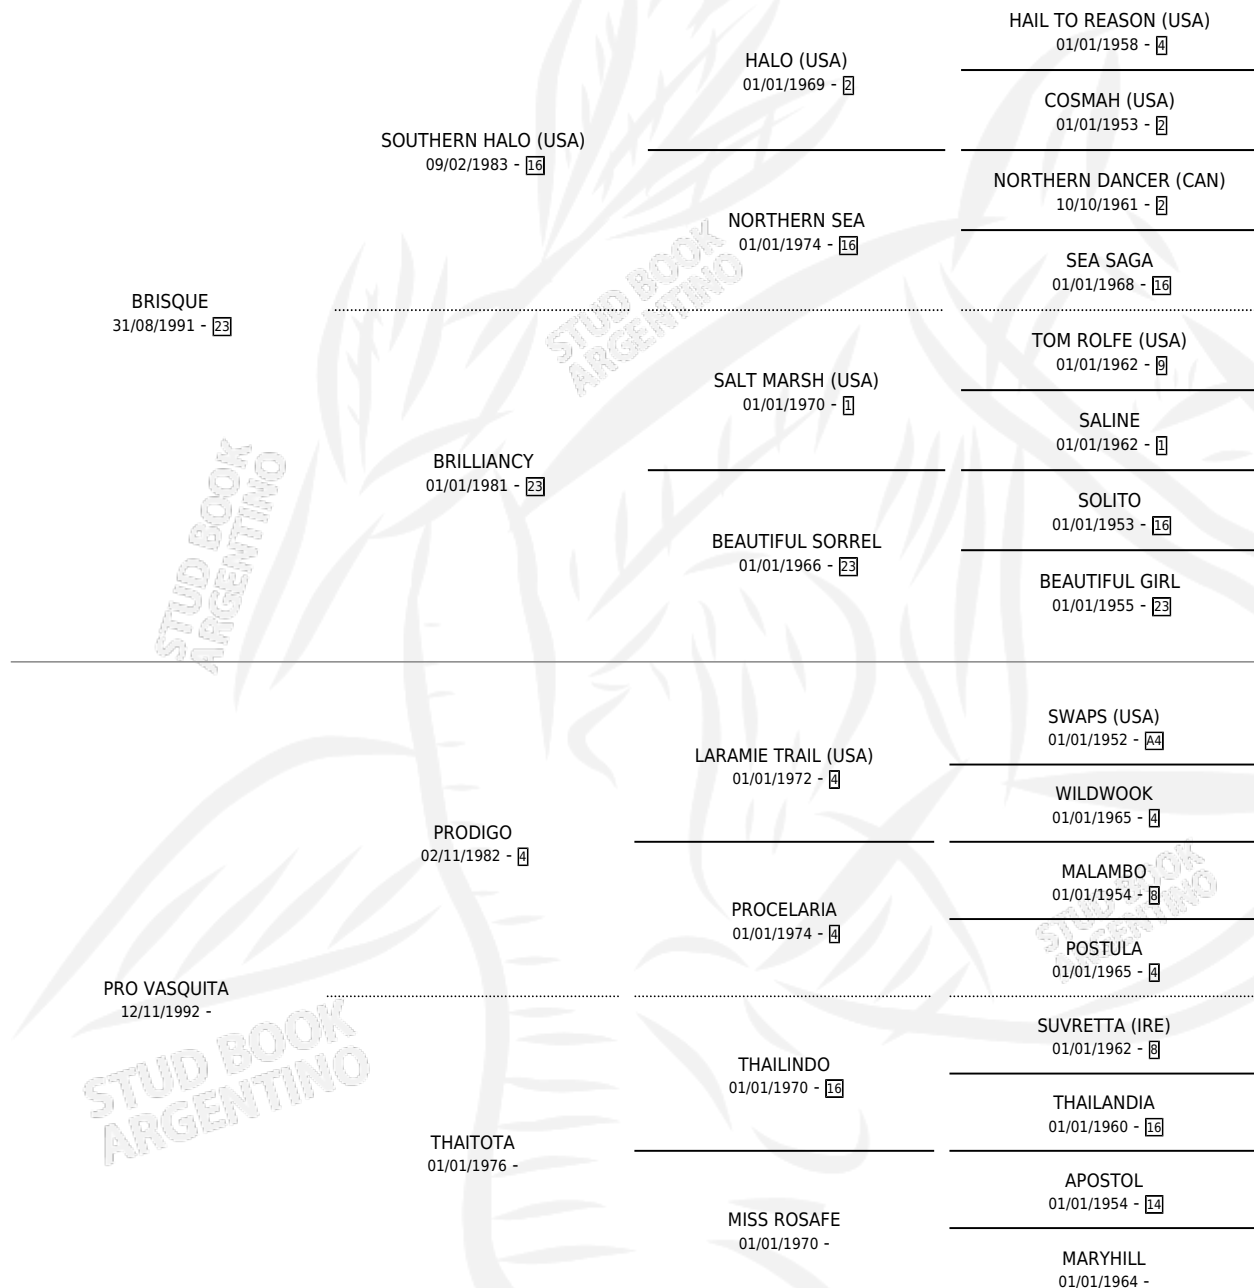 HAIL TO REASON (USA)
01/01/1958 - 4
HALO (USA)
01/01/1969 - 2
COSMAH (USA)
01/01/1953 - 2
SOUTHERN HALO (USA)
09/02/1983 - 16
NORTHERN DANCER (CAN)
10/10/1961 - 2
NORTHERN SEA
01/01/1974 - 16
SEA SAGA
01/01/1968 - 16
BRISQUE
31/08/1991 - 23
TOM ROLFE (USA)
01/01/1962 - 9
SALT MARSH (USA)
01/01/1970 - 1
SALINE
01/01/1962 - 1
BRILLIANCY
01/01/1981 - 23
SOLITO
01/01/1953 - 16
BEAUTIFUL SORREL
01/01/1966 - 23
BEAUTIFUL GIRL
01/01/1955 - 23
SWAPS (USA)
01/01/1952 - A4
LARAMIE TRAIL (USA)
01/01/1972 - 4
WILDWOOK
01/01/1965 - 4
PRODIGO
02/11/1982 - 4
MALAMBO
01/01/1954 - 8
PROCELARIA
01/01/1974 - 4
POSTULA
01/01/1965 - 4
PRO VASQUITA
12/11/1992 -
SUVRETTA (IRE)
01/01/1962 - 8
THAILINDO
01/01/1970 - 16
THAILANDIA
01/01/1960 - 16
THAITOTA
01/01/1976 -
APOSTOL
01/01/1954 - 14
MISS ROSAFE
01/01/1970 -
MARYHILL
01/01/1964 -
STUD BOOK
ARGENTINO
STUD BOOK
ARGENTINO
STUD BOOK
ARGENTINO
STUD BOOK
ARGENTINO